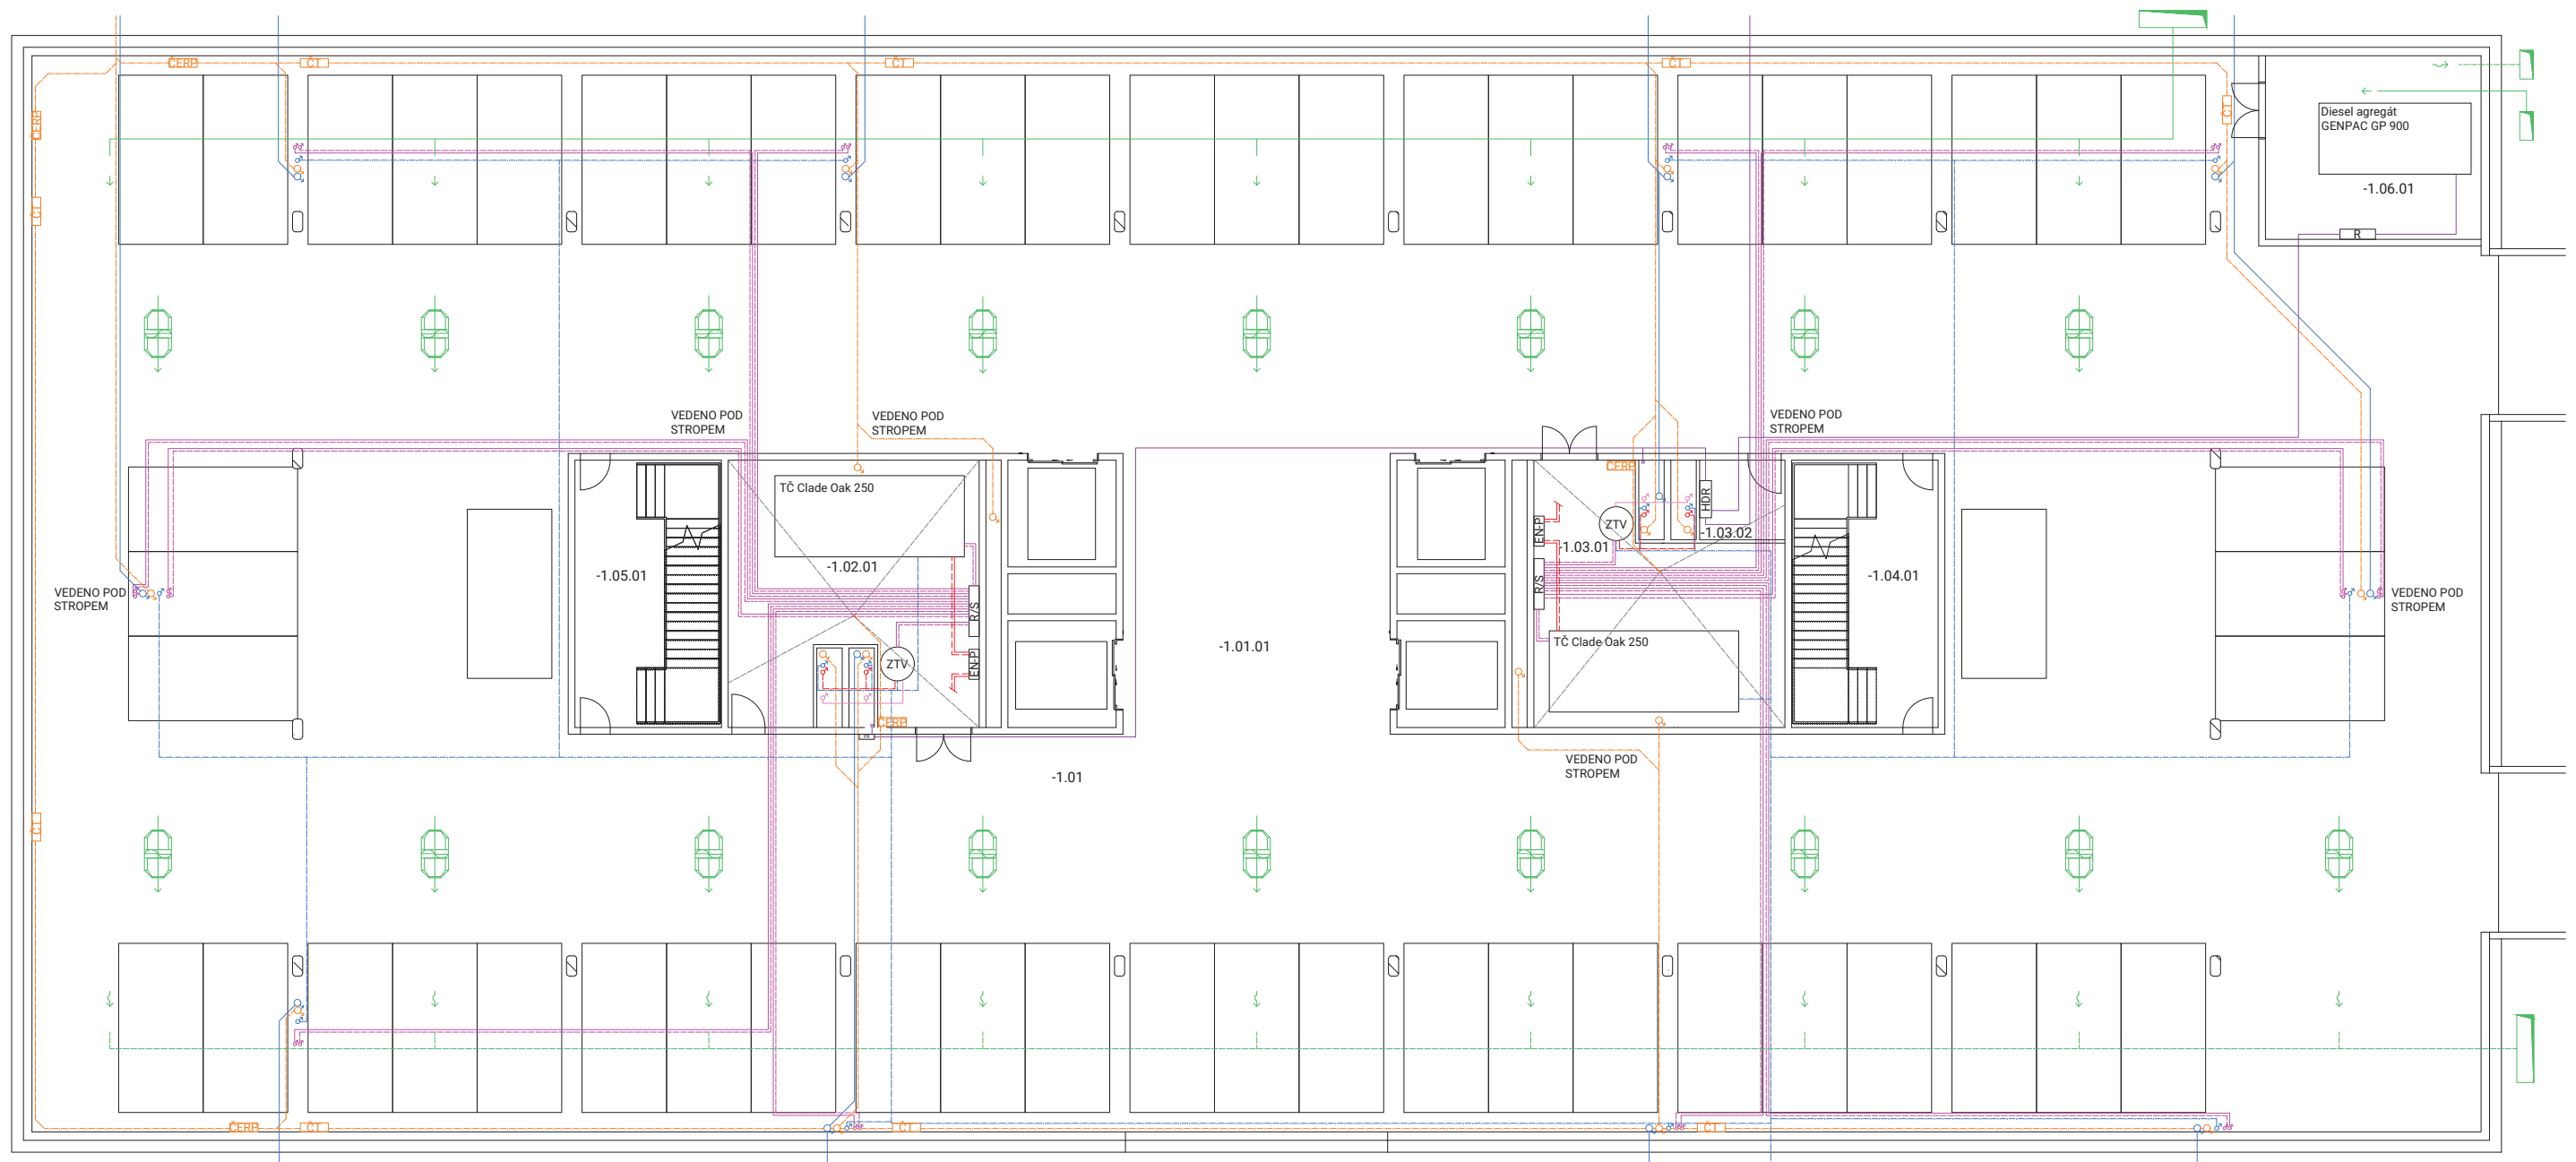 ČERP
ČT
ČT
ČT
ČERP
ČT
ČT
Diesel agregát
GENPAC GP 900
-1.06.01
R
VEDENO POD
STROPEM
VEDENO POD
STROPEM
VEDENO POD
STROPEM
TČ Clade Oak 250
ČERP
HDR
EN-P
ZTV
-1.03.02
-1.03.01
-1.05.01
-1.02.01
R/S
R/S
-1.04.01
VEDENO POD
STROPEM
VEDENO POD
STROPEM
TČ Clade Oak 250
-1.01.01
ZTV
EN-P
ČERP
VEDENO POD
STROPEM
-1.01
ČT
ČERP
ČT
ČT
ČT